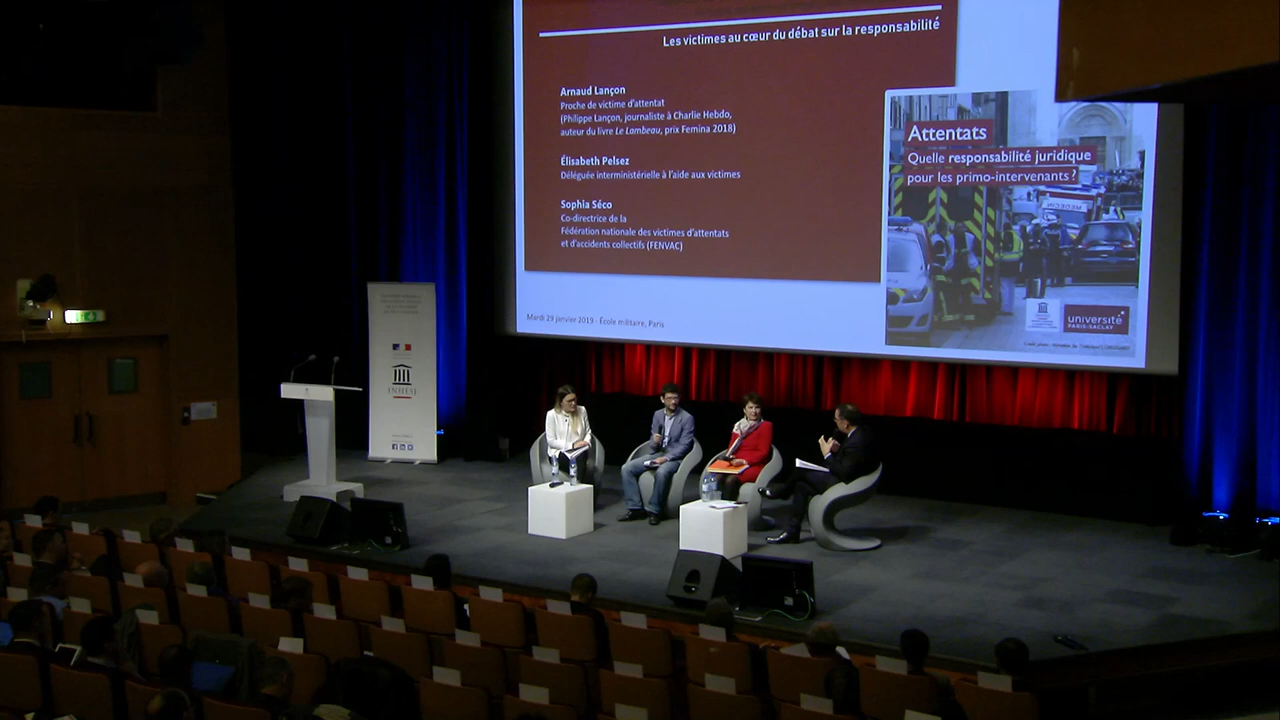 Les victimes au cœur du débat sur la responsabilité
Arnaud Lançon
Proche de victime d'attentat
(Philippe Lançon, journaliste à Charlie Hebdo,
auteur du livre Le Lambeau, prix Femina 2018)
Élisabeth Pelsez
Déléguée interministérielle à l'aide aux victimes
Sophia Séco
Co-directrice de la
Fédération nationale des victimes d'attentats
et d'accidents collectifs (FENVAC)
Mardi 29 janvier 2019 - École militaire, Paris
Attentats
Quelle responsabilité juridique
pour les primo-intervenants ?
université
PARIS-SACLAY
INHESJ